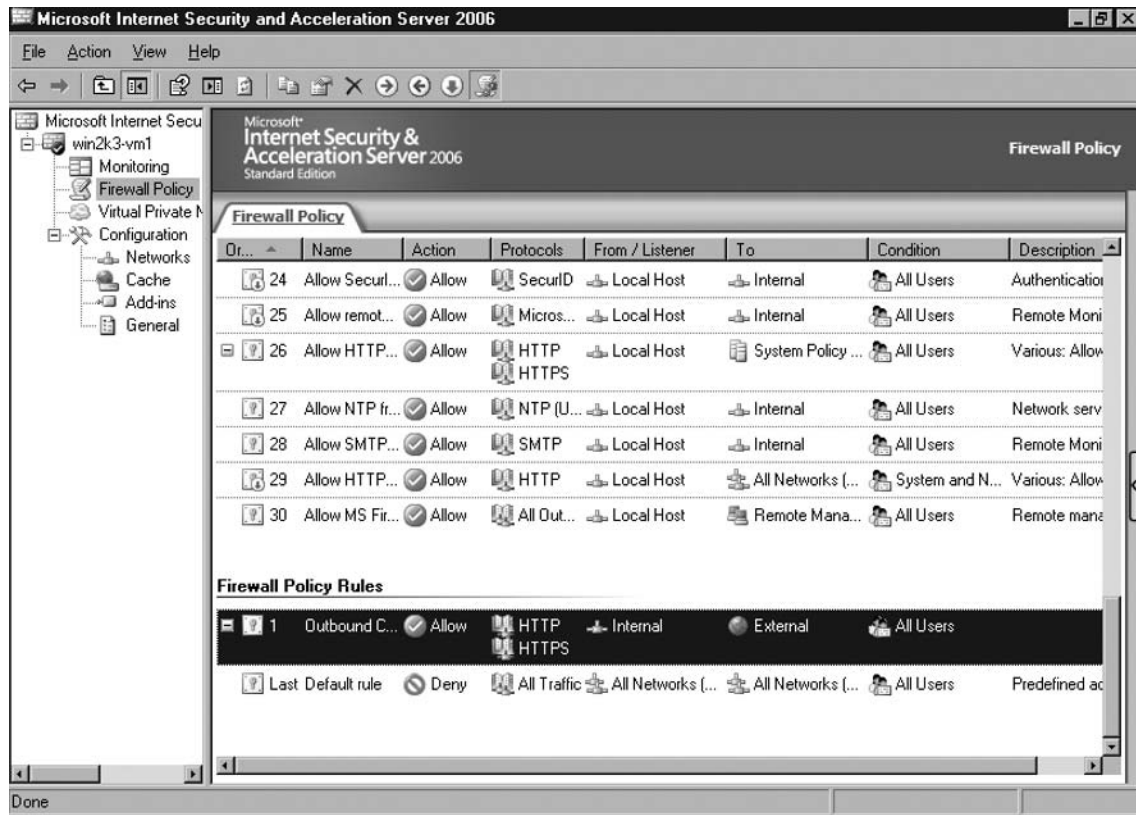 Microsoft Internet Security and Acceleration Server 2006
File Action View Help
Microsoft Internet Secu
win2k3-vm1
Monitoring
Firewall Policy
Virtual Private N
Configuration
Networks
Cache
Add-ins
General
Microsoft
Internet Security &
Acceleration Server 2006
Standard Edition
Firewall Policy
Firewall Policy
Or... Name Action Protocols From / Listener To Condition Description
24 Allow SecurI... Allow SecurID Local Host Internal All Users Authentication
25 Allow remot... Allow Micros... Local Host Internal All Users Remote Moni
26 Allow HTTP... Allow HTTP Local Host System Policy ... All Users Various: Allow
HTTPS
27 Allow NTP fr... Allow NTP (U... Local Host Internal All Users Network serv
28 Allow SMTP... Allow SMTP Local Host Internal All Users Remote Moni
29 Allow HTTP... Allow HTTP Local Host All Networks (... System and N... Various: Allow
30 Allow MS Fir... Allow All Out... Local Host Remote Mana... All Users Remote mana
Firewall Policy Rules
1 Outbound C... Allow HTTP Internal External All Users
HTTPS
Last Default rule Deny All Traffic All Networks (... All Networks (... All Users Predefined ac
Done